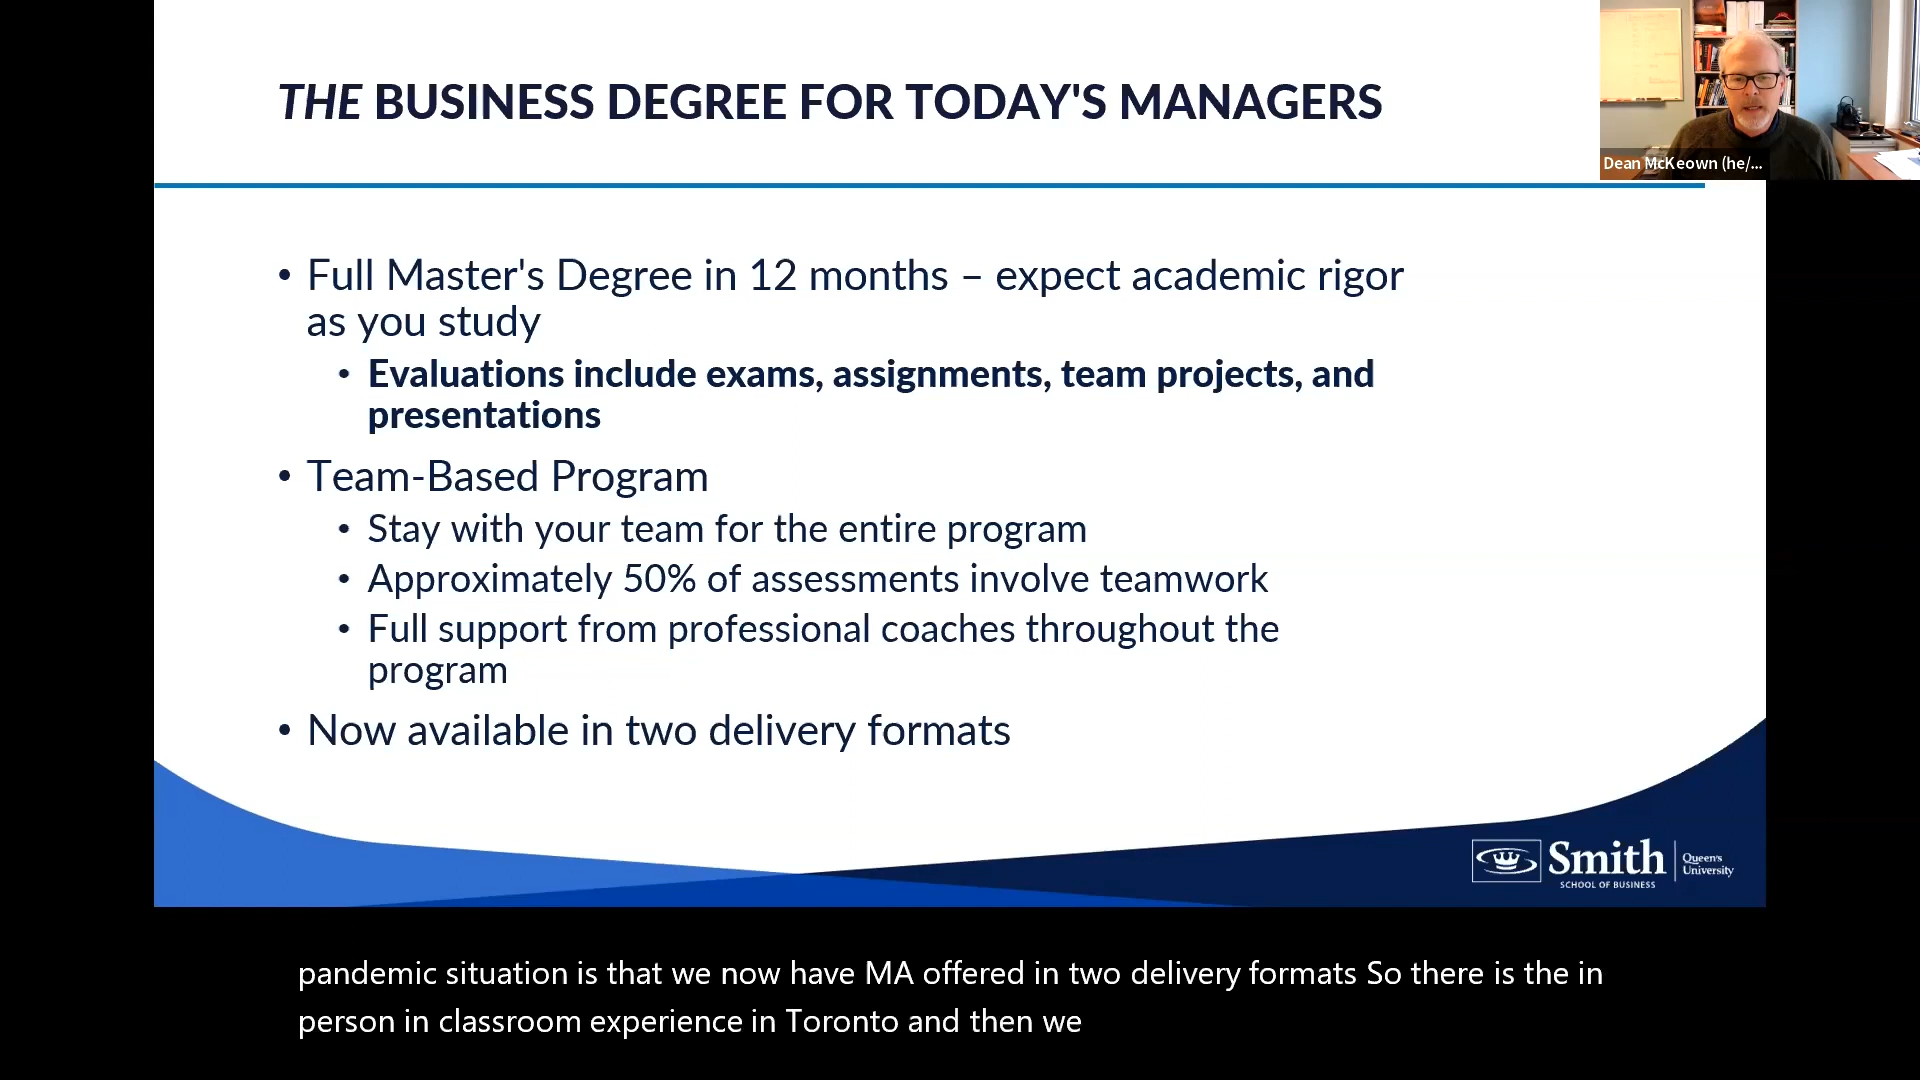 THE BUSINESS DEGREE FOR TODAY'S MANAGERS
Dean McKeown (he/...
• Full Master's Degree in 12 months – expect academic rigor
as you study
• Evaluations include exams, assignments, team projects, and
presentations
• Team-Based Program
• Stay with your team for the entire program
• Approximately 50% of assessments involve teamwork
• Full support from professional coaches throughout the
program
• Now available in two delivery formats
Smith
SCHOOL OF BUSINESS
Queen's
University
pandemic situation is that we now have MA offered in two delivery formats So there is the in
person in classroom experience in Toronto and then we